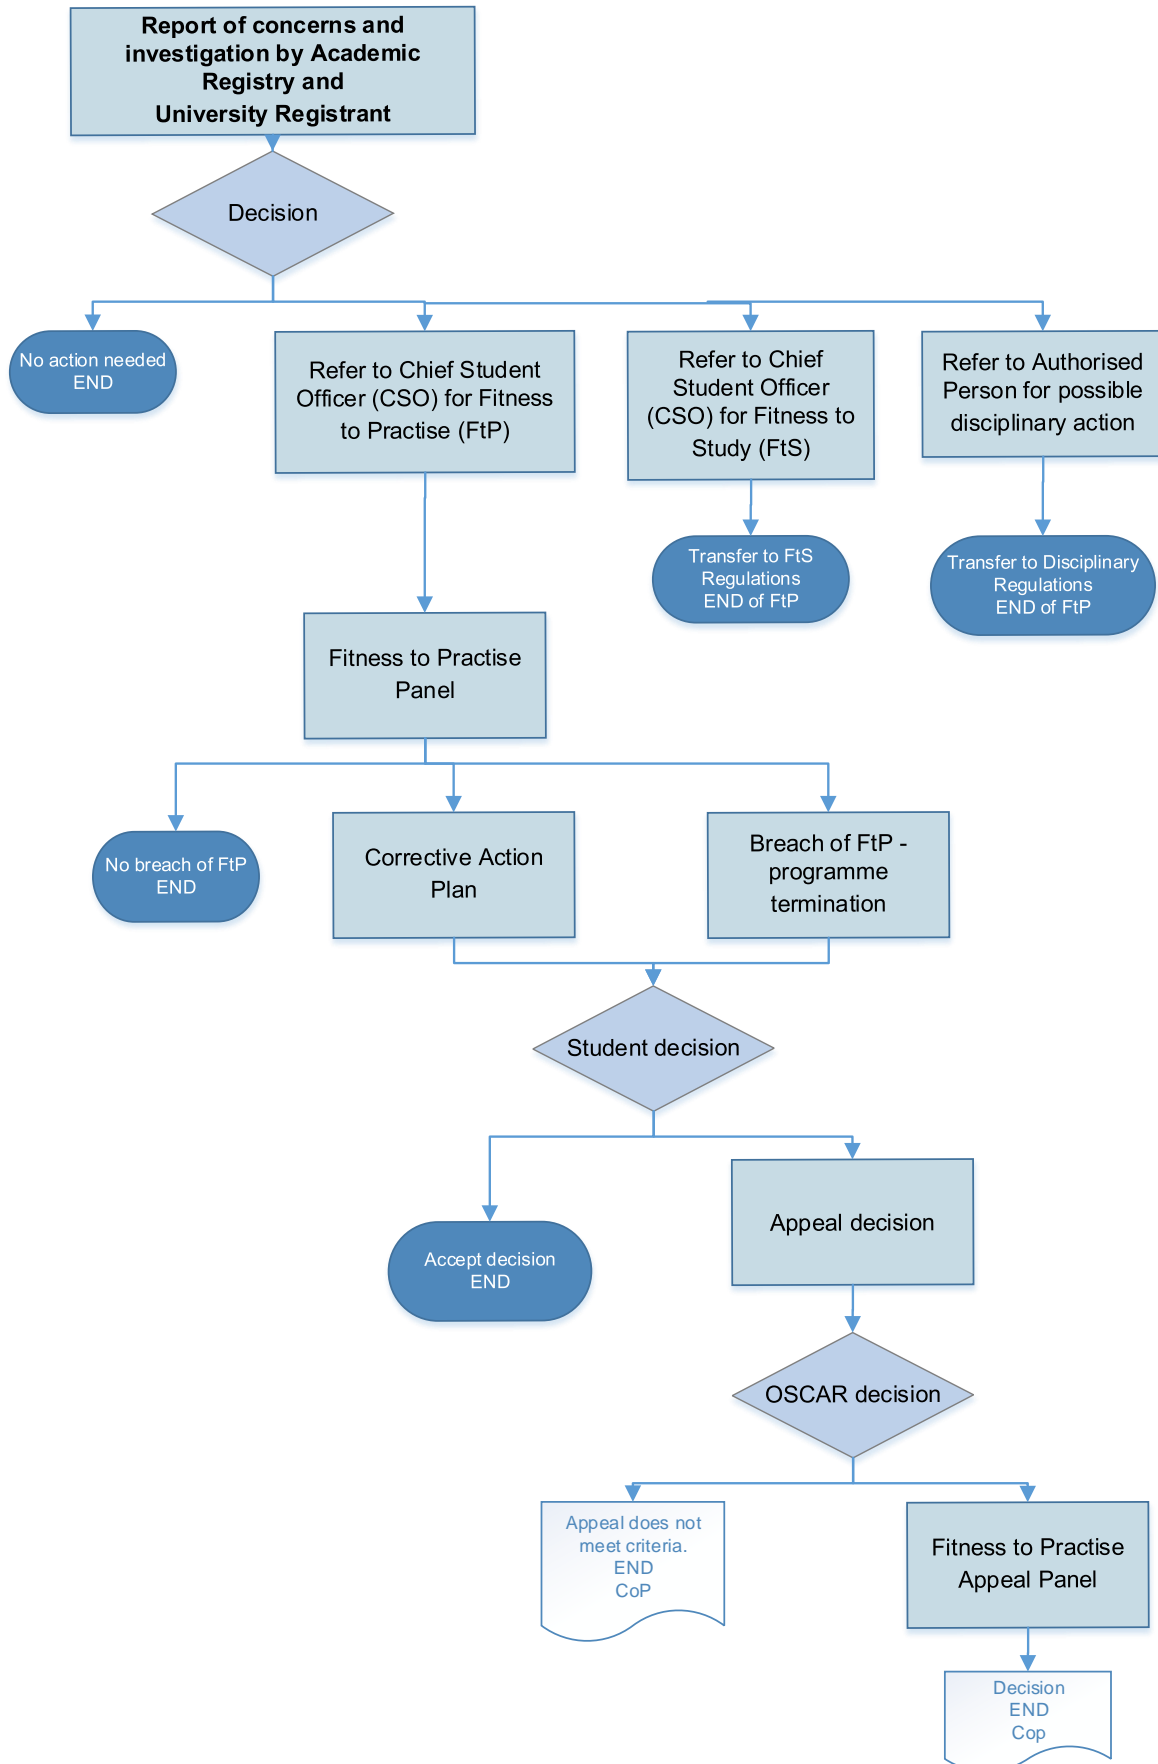 Report of concerns and
investigation by Academic
Registry and
University Registrant
Decision
No action needed
END
Refer to Chief Student
Officer (CSO) for Fitness
to Practise (FtP)
Refer to Chief
Student Officer
(CSO) for Fitness to
Study (FtS)
Refer to Authorised
Person for possible
disciplinary action
Transfer to FtS
Regulations
END of FtP
Transfer to Disciplinary
Regulations
END of FtP
Fitness to Practise
Panel
No breach of FtP
END
Corrective Action
Plan
Breach of FtP -
programme
termination
Student decision
Accept decision
END
Appeal decision
OSCAR decision
Appeal does not
meet criteria.
END
CoP
Fitness to Practise
Appeal Panel
Decision
END
Cop